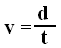 v = d/t